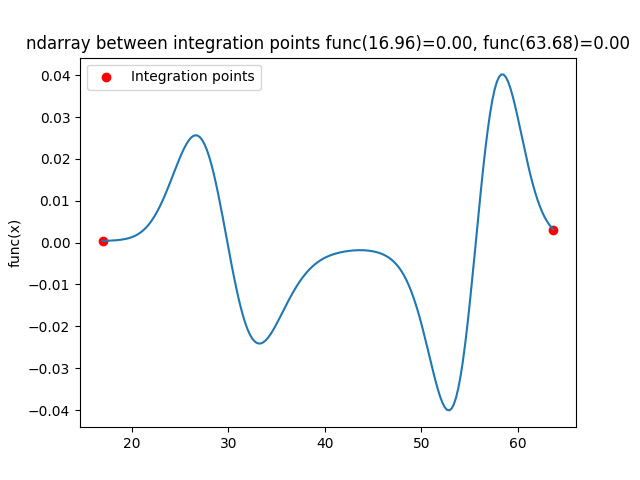 ndarray between integration points func(16.96)=0.00, func(63.68)=0.00
Integration points
func(x)
0.04
0.03
0.02
0.01
0.00
−0.01
−0.02
−0.03
−0.04
20 30 40 50 60